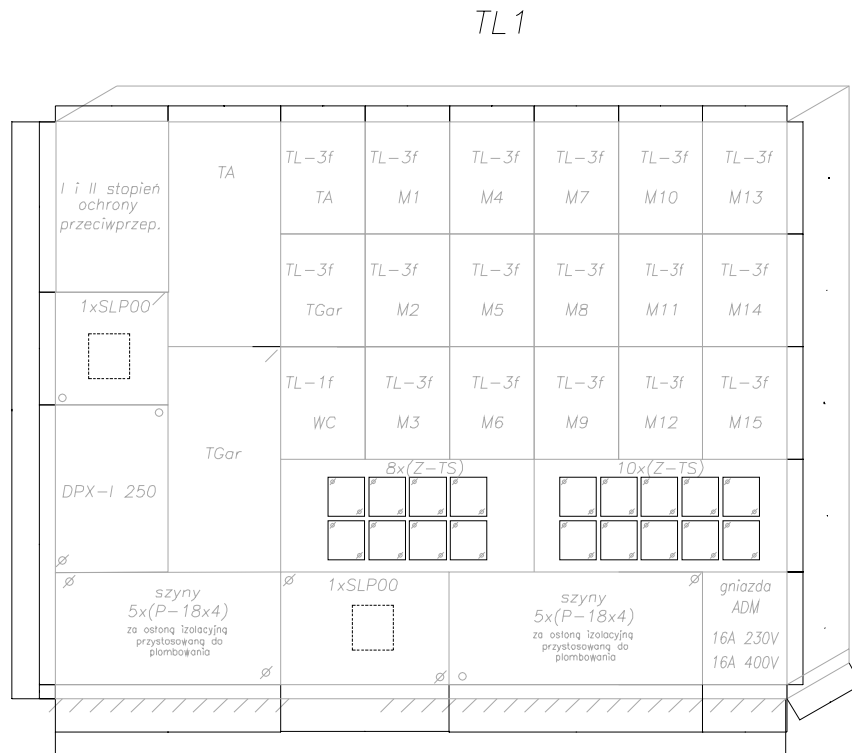 TL1
I i II stopień
ochrony
przeciwprzep.
TA
TL-3f
TA
TL-3f
M1
TL-3f
M4
TL-3f
M7
TL-3f
M10
TL-3f
M13
1xSLP00
TL-3f
TGar
TL-3f
M2
TL-3f
M5
TL-3f
M8
TL-3f
M11
TL-3f
M14
TGar
TL-1f
WC
TL-3f
M3
TL-3f
M6
TL-3f
M9
TL-3f
M12
TL-3f
M15
DPX-I 250
8x(Z-TS)
10x(Z-TS)
szyny
5x(P-18x4)
za osłoną izolacyjną
przystosowaną do
plombowania
1xSLP00
szyny
5x(P-18x4)
za osłoną izolacyjną
przystosowaną do
plombowania
gniazda
ADM
16A 230V
16A 400V